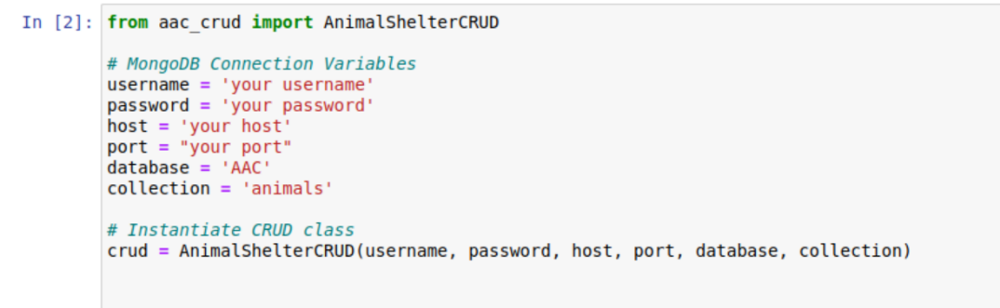 In [2]: from aac_crud import AnimalShelterCRUD
# MongoDB Connection Variables
username = 'your username'
password = 'your password'
host = 'your host'
port = "your port"
database = 'AAC'
collection = 'animals'
# Instantiate CRUD class
crud = AnimalShelterCRUD(username, password, host, port, database, collection)